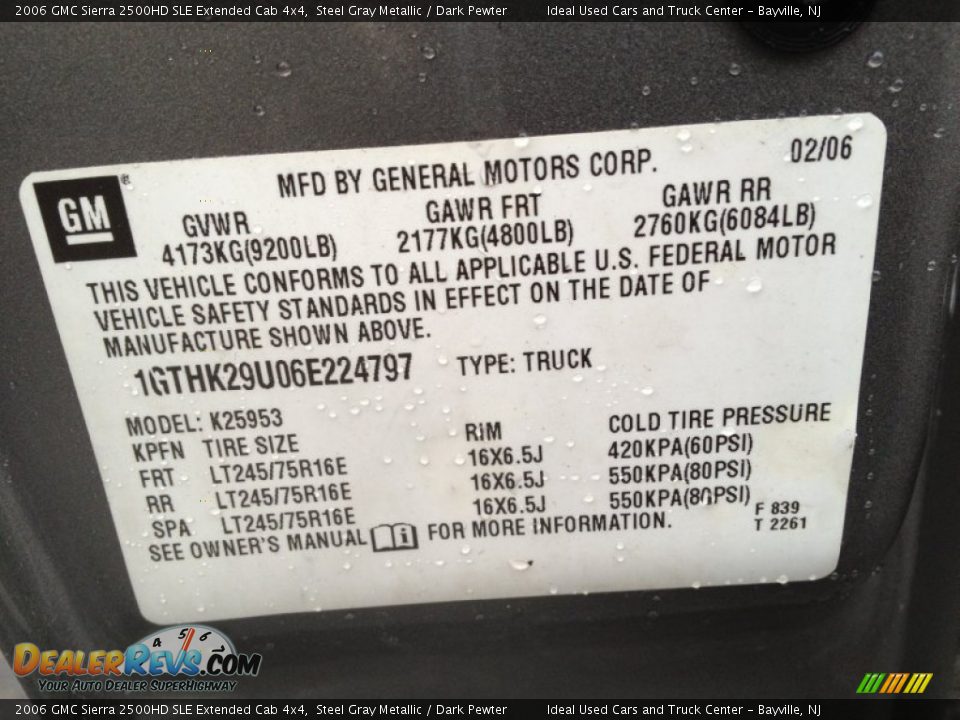 2006 GMC Sierra 2500HD SLE Extended Cab 4x4,  Steel Gray Metallic / Dark Pewter          Ideal Used Cars and Truck Center - Bayville, NJ
GM®
MFD BY GENERAL MOTORS CORP.          02/06
GVWR          GAWR FRT          GAWR RR
4173KG(9200LB)          2177KG(4800LB)          2760KG(6084LB)
THIS VEHICLE CONFORMS TO ALL APPLICABLE U.S. FEDERAL MOTOR
VEHICLE SAFETY STANDARDS IN EFFECT ON THE DATE OF
MANUFACTURE SHOWN ABOVE.
1GTHK29U06E224797          TYPE: TRUCK
MODEL: K25953
KPFN   TIRE SIZE          RIM          COLD TIRE PRESSURE
FRT   LT245/75R16E          16X6.5J          420KPA(60PSI)
RR   LT245/75R16E          16X6.5J          550KPA(80PSI)
SPA   LT245/75R16E          16X6.5J          550KPA(80PSI)
F 839
T 2261
SEE OWNER'S MANUAL FOR MORE INFORMATION.
4 5 6
DEALERREVS.COM
YOUR AUTO DEALER SUPERHIGHWAY
2006 GMC Sierra 2500HD SLE Extended Cab 4x4,  Steel Gray Metallic / Dark Pewter          Ideal Used Cars and Truck Center - Bayville, NJ